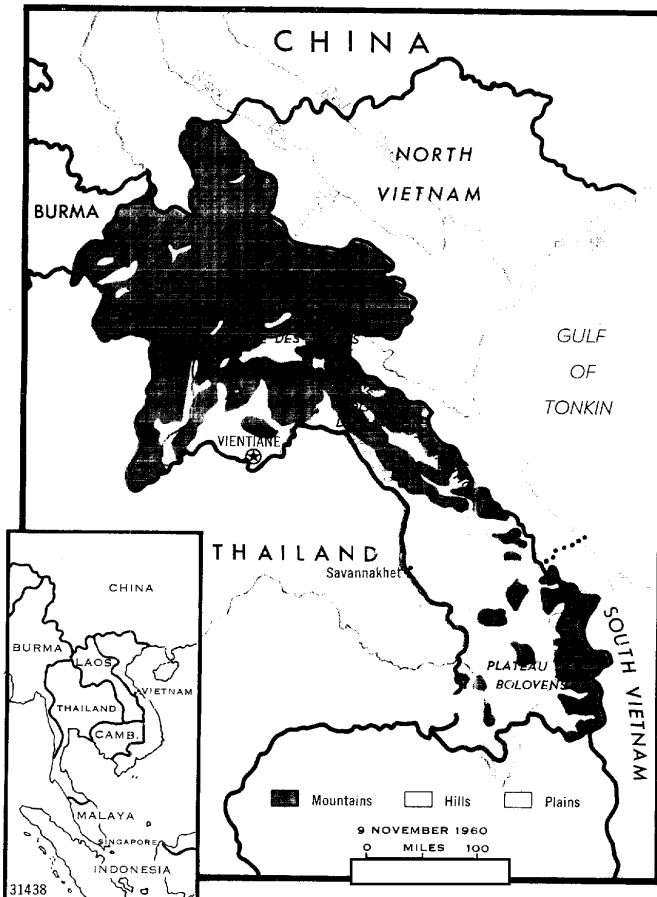 CHINA
NORTH
VIETNAM
BURMA
GULF
OF
TONKIN
VIENTIANE
THAILAND
Savannakhet
SOUTH VIETNAM
PLATEAU
BOLOVENS
Mountains
Hills
Plains
9 NOVEMBER 1960
0 MILES 100
CHINA
BURMA
LAOS
VIETNAM
THAILAND
CAMB.
MALAYA
SINGAPORE
INDONESIA
31438